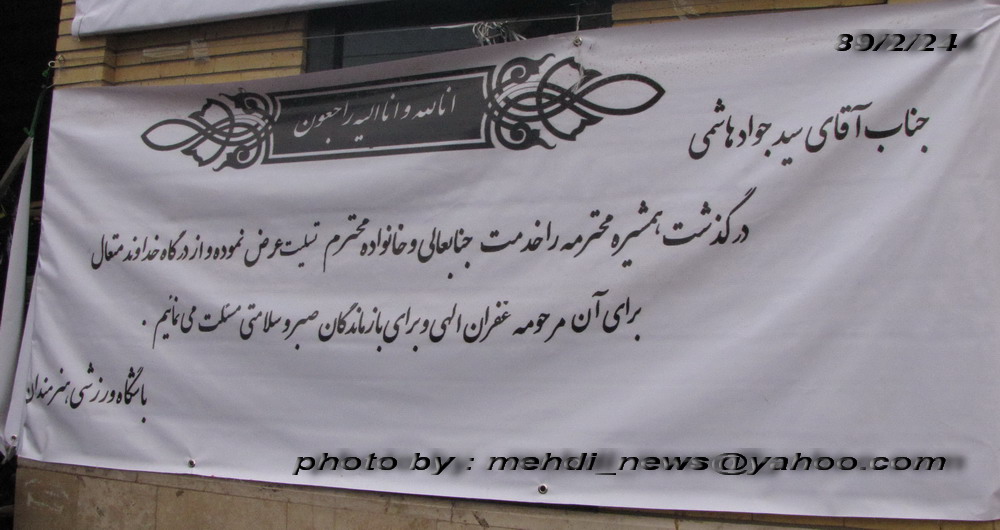 89/2/24
انا لله و انا الیه راجعون
جناب آقای سید جواد هاشمی
درگذشت همشیره محترمه را خدمت جنابعالی و خانواده محترم تسلیت عرض نموده و از درگاه خداوند متعال
برای آن مرحومه غفران الهی و برای بازماندگان صبر و سلامتی مسئلت می نمائیم .
باشگاه ورزشی هنرمندان
photo by : mehdi_news@yahoo.com